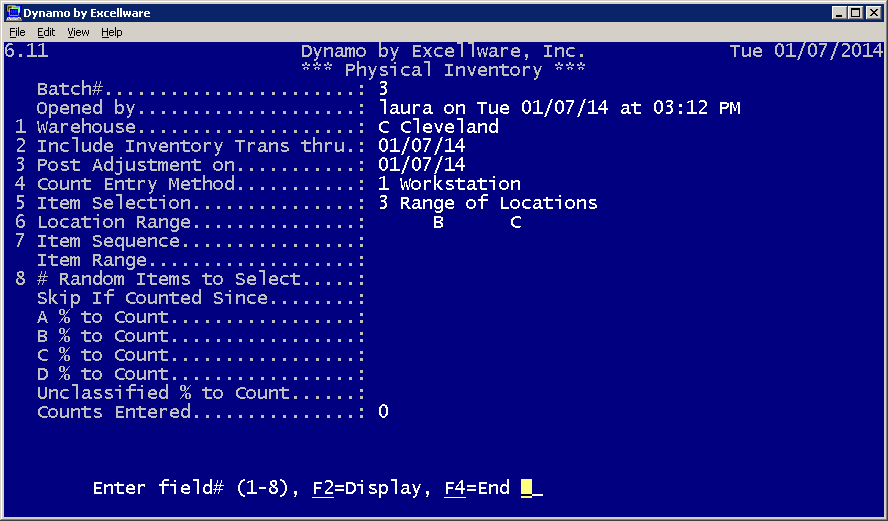 Dynamo by Excellware
File Edit View Help
6.11 Dynamo by Excellware, Inc. Tue 01/07/2014
*** Physical Inventory ***
Batch#.......................: 3
Opened by....................: laura on Tue 01/07/14 at 03:12 PM
1 Warehouse....................: C Cleveland
2 Include Inventory Trans thru.: 01/07/14
3 Post Adjustment on...........: 01/07/14
4 Count Entry Method...........: 1 Workstation
5 Item Selection...............: 3 Range of Locations
6 Location Range...............: B C
7 Item Sequence................:
Item Range...................:
8 # Random Items to Select.....:
Skip If Counted Since........:
A % to Count.................:
B % to Count.................:
C % to Count.................:
D % to Count.................:
Unclassified % to Count......:
Counts Entered...............: 0
Enter field# (1-8), F2=Display, F4=End